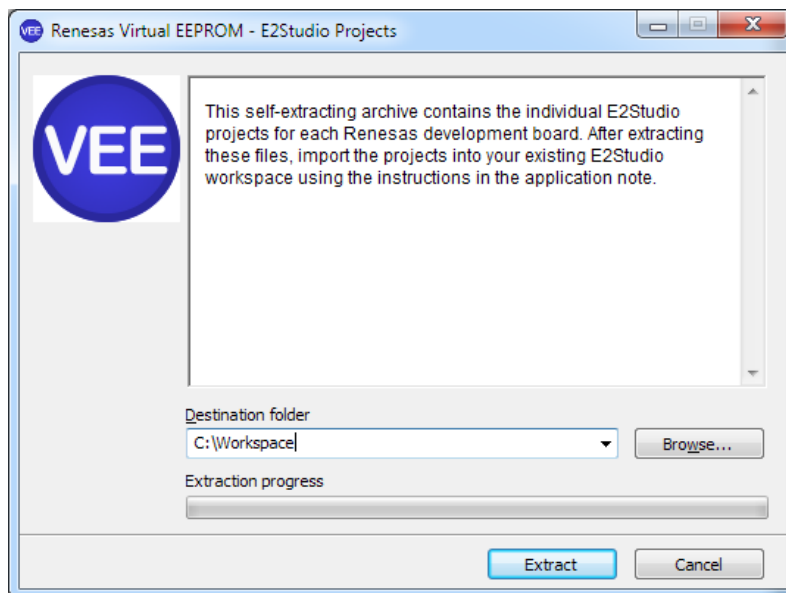 VEE Renesas Virtual EEPROM - E2Studio Projects
VEE
This self-extracting archive contains the individual E2Studio
projects for each Renesas development board. After extracting
these files, import the projects into your existing E2Studio
workspace using the instructions in the application note.
Destination folder
C:\Workspace
Browse...
Extraction progress
Extract
Cancel